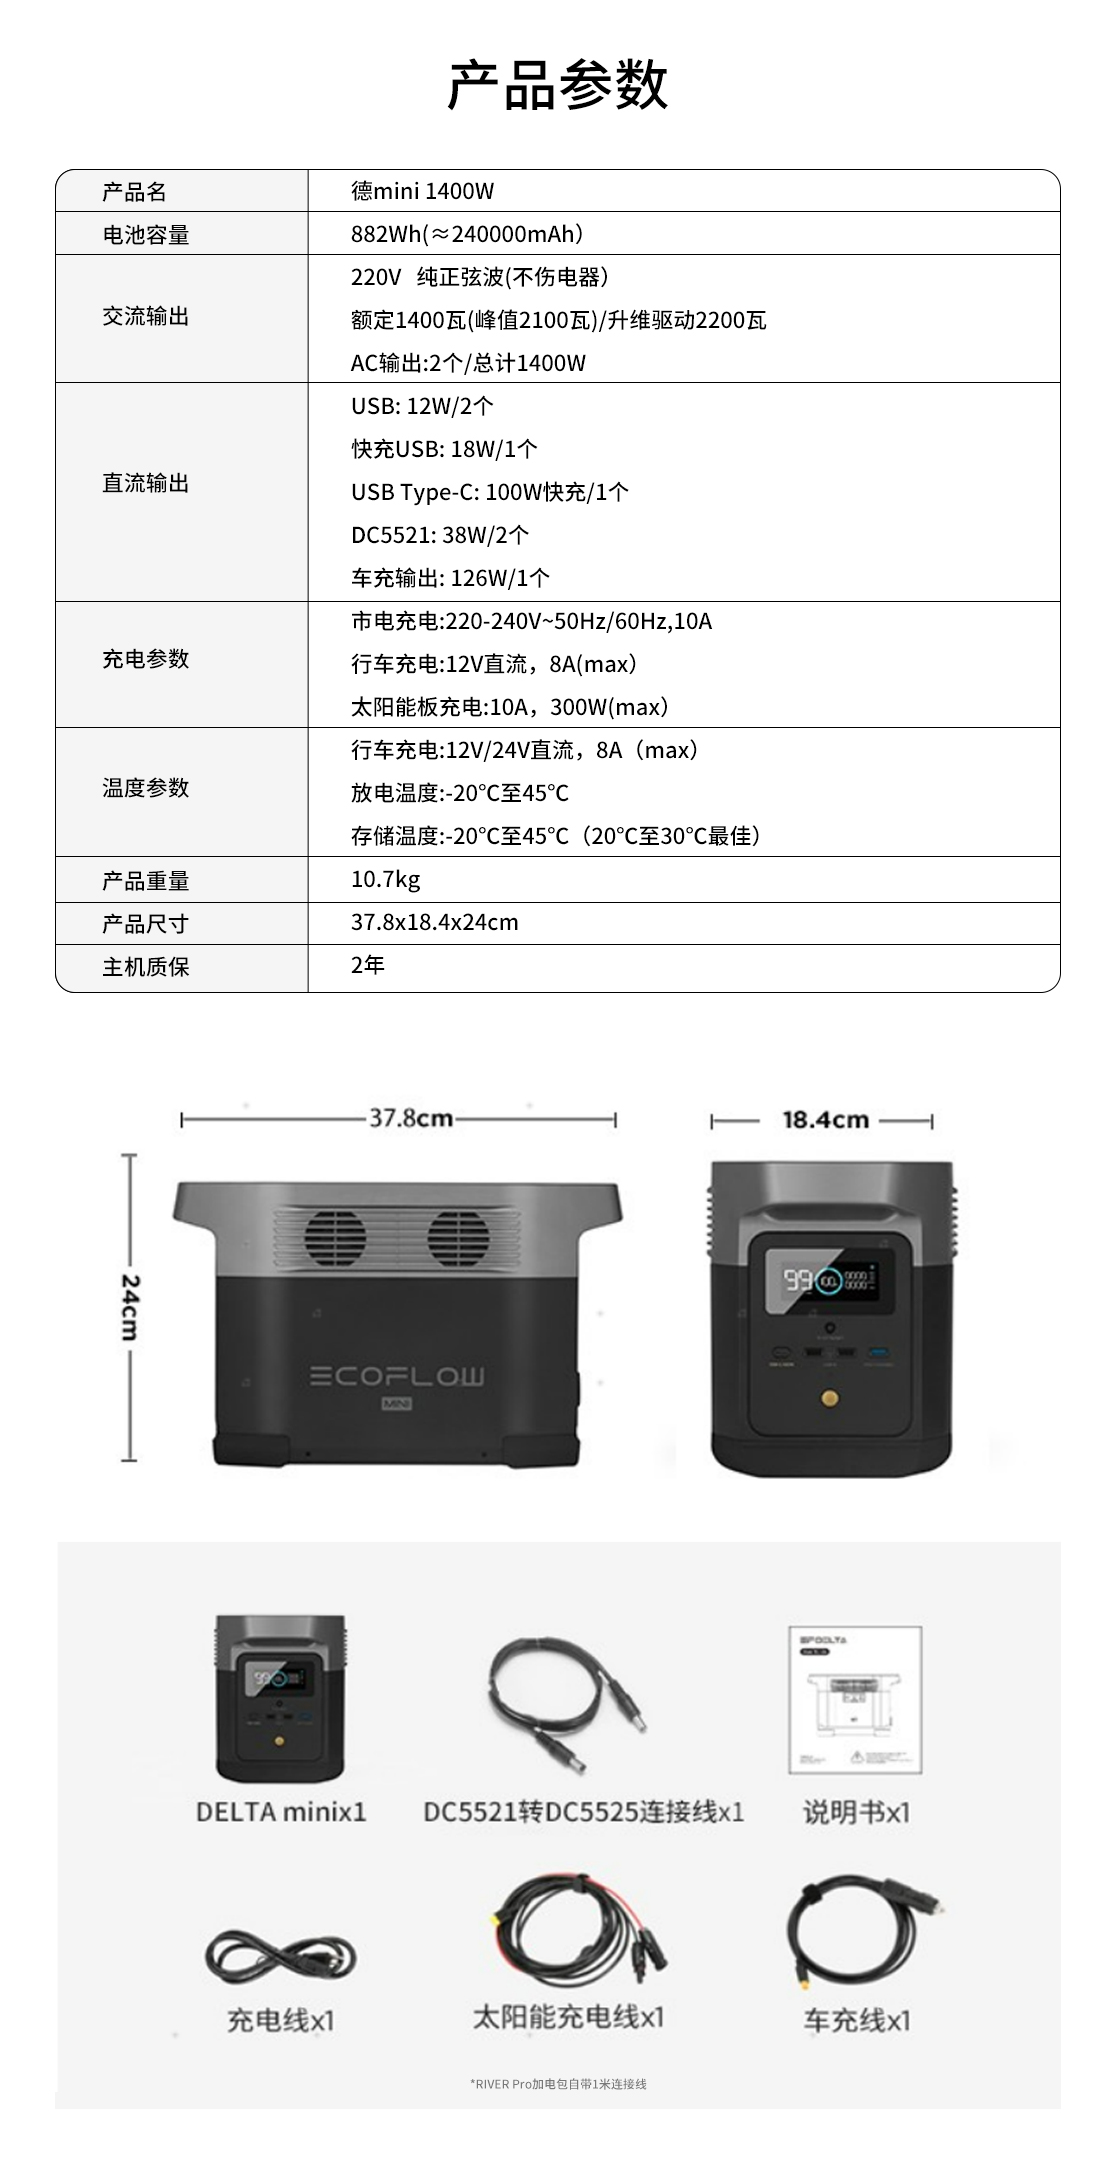 产品参数
产品名
德mini 1400W
电池容量
882Wh(≈240000mAh）
交流输出
220V 纯正弦波(不伤电器）
额定1400瓦(峰值2100瓦)/升维驱动2200瓦
AC输出:2个/总计1400W
直流输出
USB: 12W/2个
快充USB: 18W/1个
USB Type-C: 100W快充/1个
DC5521: 38W/2个
车充输出: 126W/1个
充电参数
市电充电:220-240V~50Hz/60Hz,10A
行车充电:12V直流，8A(max）
太阳能板充电:10A，300W(max）
温度参数
行车充电:12V/24V直流，8A（max）
放电温度:-20℃至45℃
存储温度:-20℃至45℃（20℃至30℃最佳）
产品重量
10.7kg
产品尺寸
37.8x18.4x24cm
主机质保
2年
37.8cm
18.4cm
24cm
99
100
ECOFLOW
MINI
DELTA minix1
DC5521转DC5525连接线x1
说明书x1
充电线x1
太阳能充电线x1
车充线x1
*RIVER Pro加电包自带1米连接线